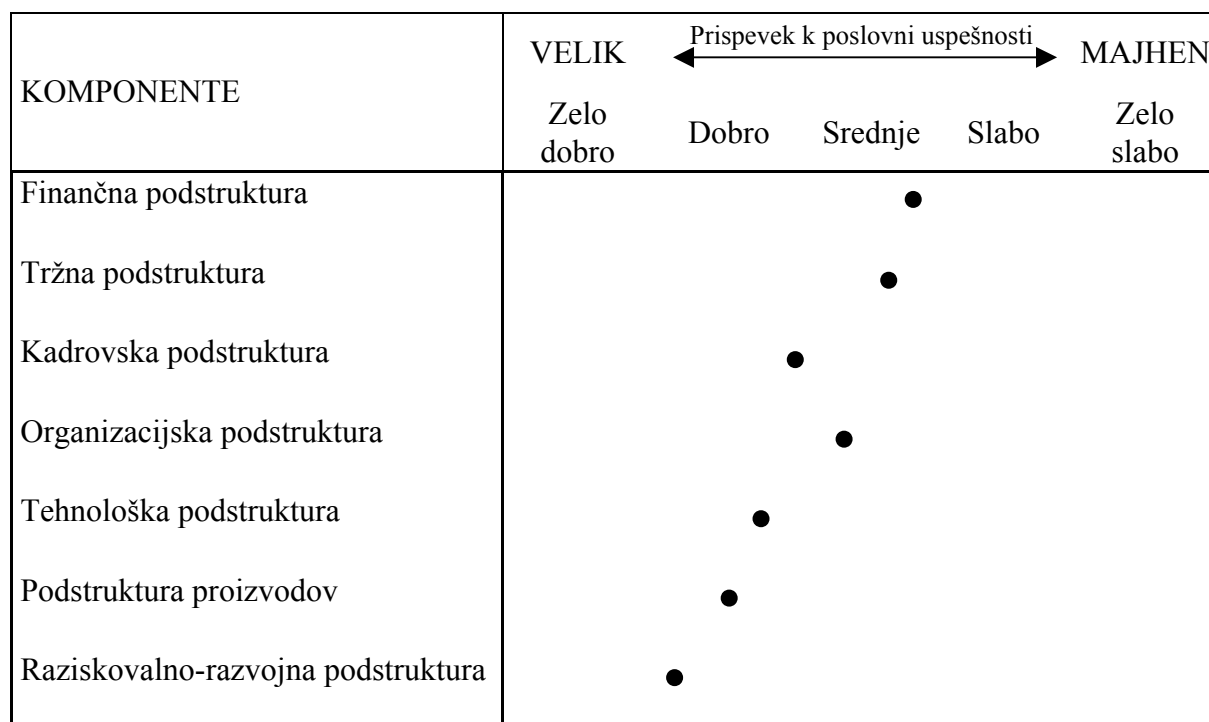 Prispevek k poslovni uspešnosti
VELIK MAJHEN
KOMPONENTE
Zelo dobro Dobro Srednje Slabo Zelo slabo
Finančna podstruktura
Tržna podstruktura
Kadrovska podstruktura
Organizacijska podstruktura
Tehnološka podstruktura
Podstruktura proizvodov
Raziskovalno-razvojna podstruktura